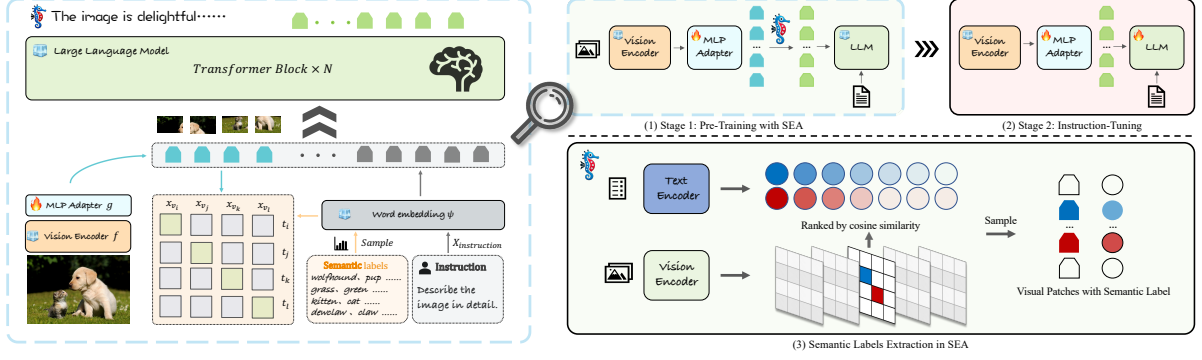 The image is delightful······
Large Language Model
Transformer Block × N
MLP Adapter g
Vision Encoder f
x_{v_i} x_{v_j} x_{v_k} x_{v_l}
t_i
t_j
t_k
t_l
Word embedding ψ
Sample
X_{instruction}
Semantic labels
wolfhound、pup ······
grass、green ······
kitten、cat ······
dewclaw、claw ······
Instruction
Describe the
image in detail.
Vision
Encoder
MLP
Adapter
...
...
LLM
(1) Stage 1: Pre-Training with SEA
Vision
Encoder
MLP
Adapter
...
LLM
(2) Stage 2: Instruction-Tuning
Text
Encoder
Ranked by cosine similarity
Vision
Encoder
Sample
...
...
Visual Patches with Semantic Label
(3) Semantic Labels Extraction in SEA